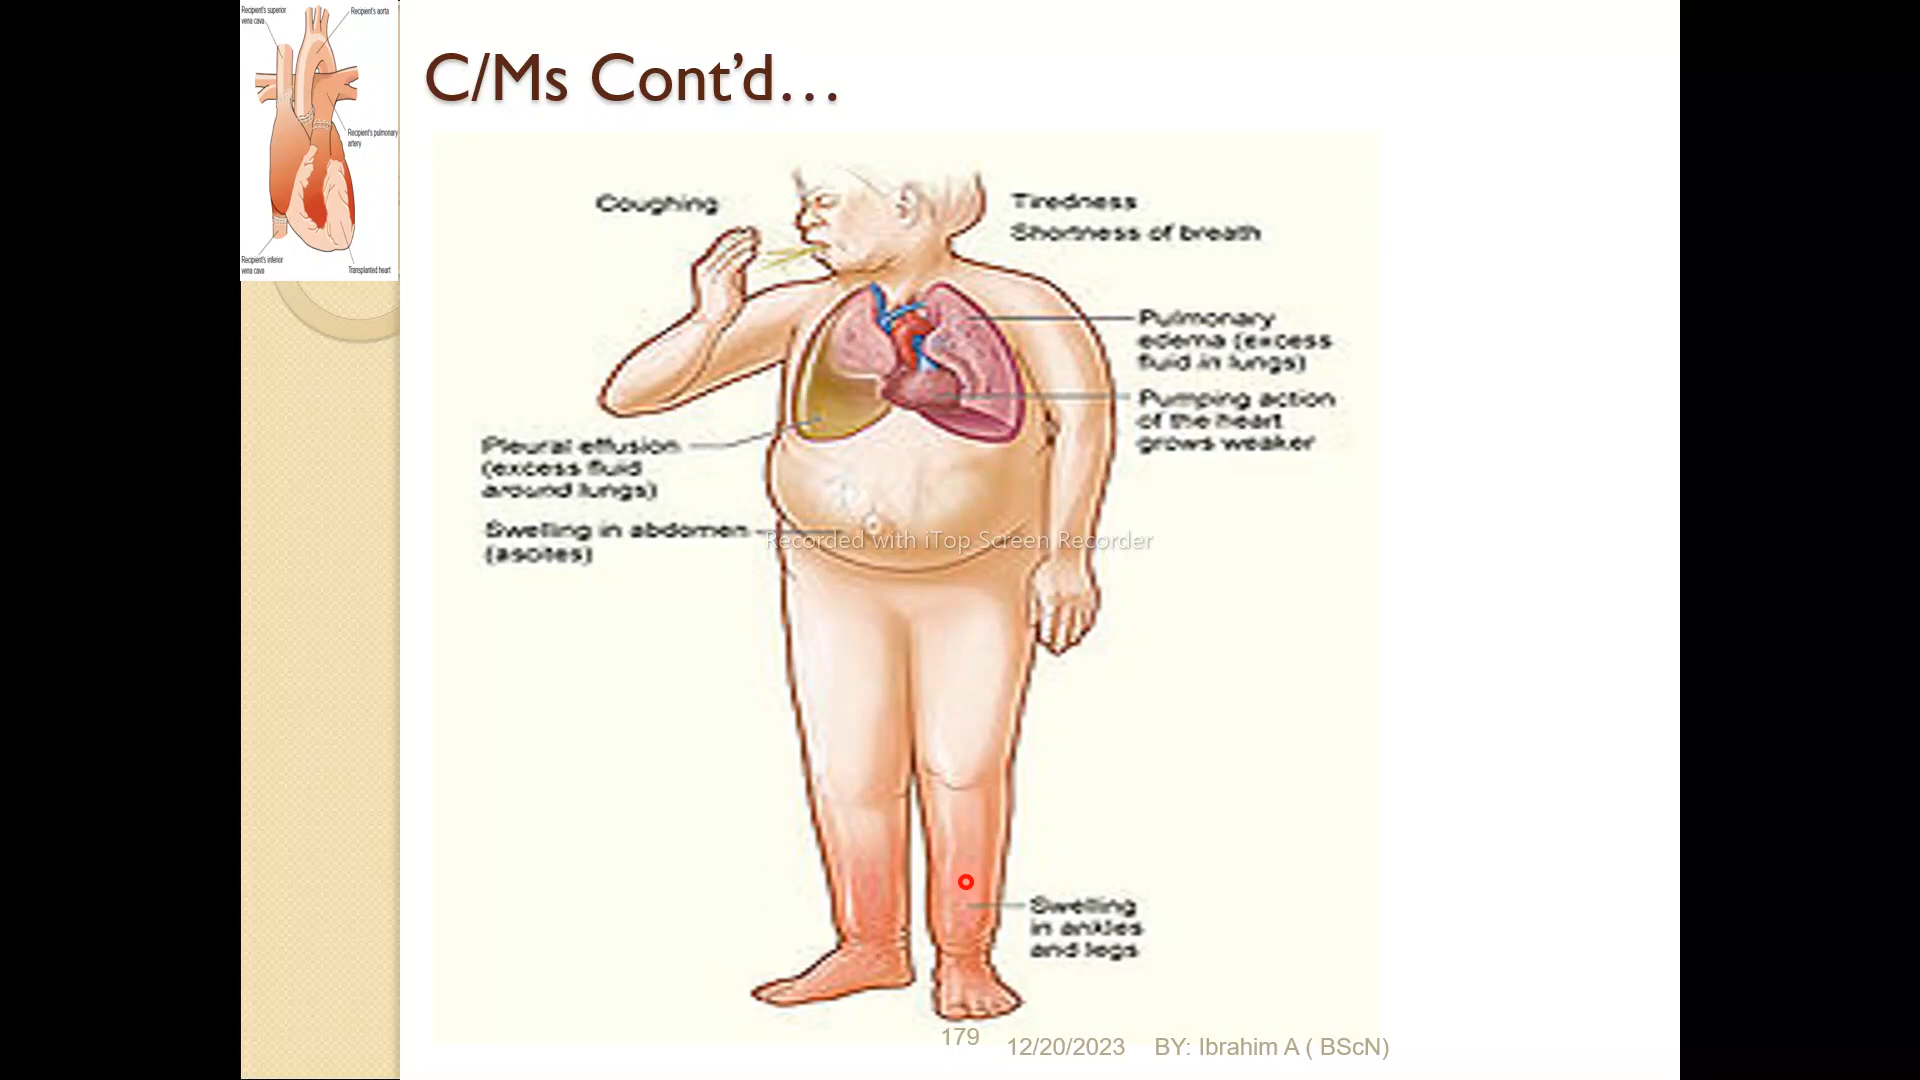 Recipient's superior
vena cava
Recipient's aorta
Recipient's pulmonary
artery
Recipient's inferior
vena cava
Transplanted heart
C/Ms Cont’d…
Coughing
Tiredness
Shortness of breath
Pulmonary
edema (excess
fluid in lungs)
Pumping action
of the heart
grows weaker
Pleural effusion
(excess fluid
around lungs)
Swelling in abdomen
(ascites)
Recorded with iTop Screen Recorder
Swelling
in ankles
and legs
179
12/20/2023
BY: Ibrahim A ( BScN)